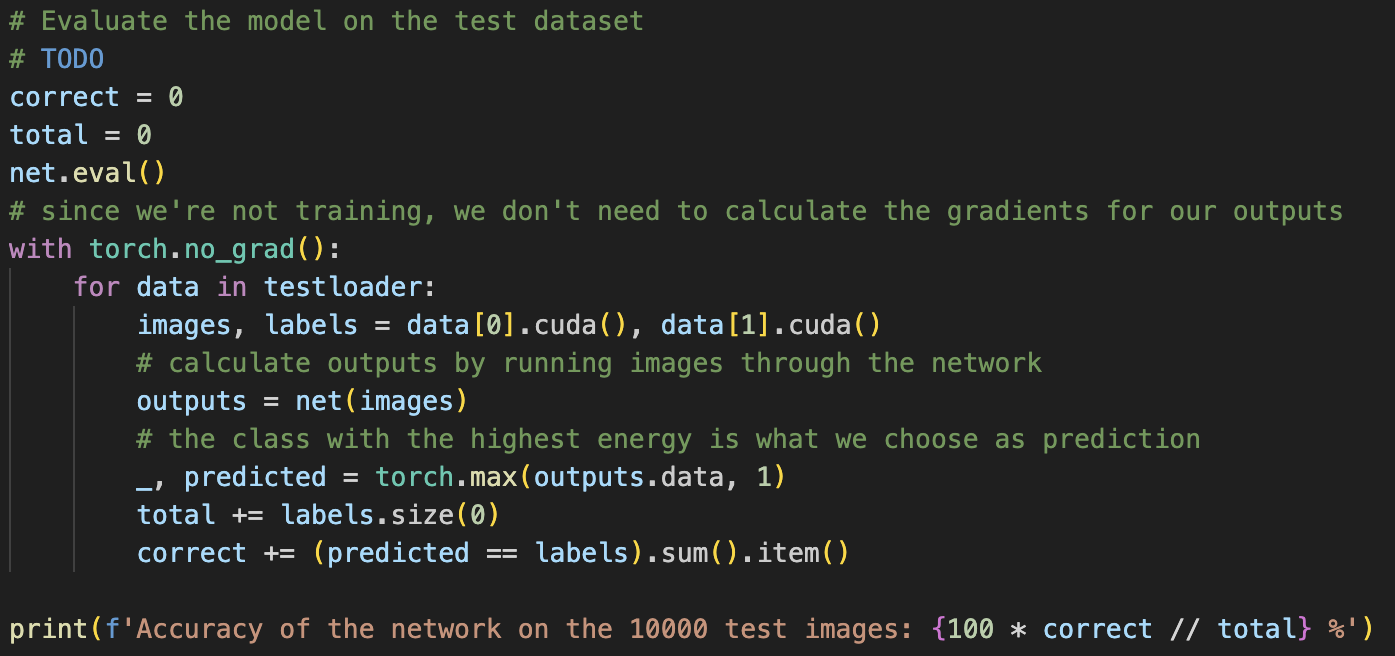 # Evaluate the model on the test dataset
# TODO
correct = 0
total = 0
net.eval()
# since we're not training, we don't need to calculate the gradients for our outputs
with torch.no_grad():
    for data in testloader:
        images, labels = data[0].cuda(), data[1].cuda()
        # calculate outputs by running images through the network
        outputs = net(images)
        # the class with the highest energy is what we choose as prediction
        _, predicted = torch.max(outputs.data, 1)
        total += labels.size(0)
        correct += (predicted == labels).sum().item()

print(f'Accuracy of the network on the 10000 test images: {100 * correct // total} %')